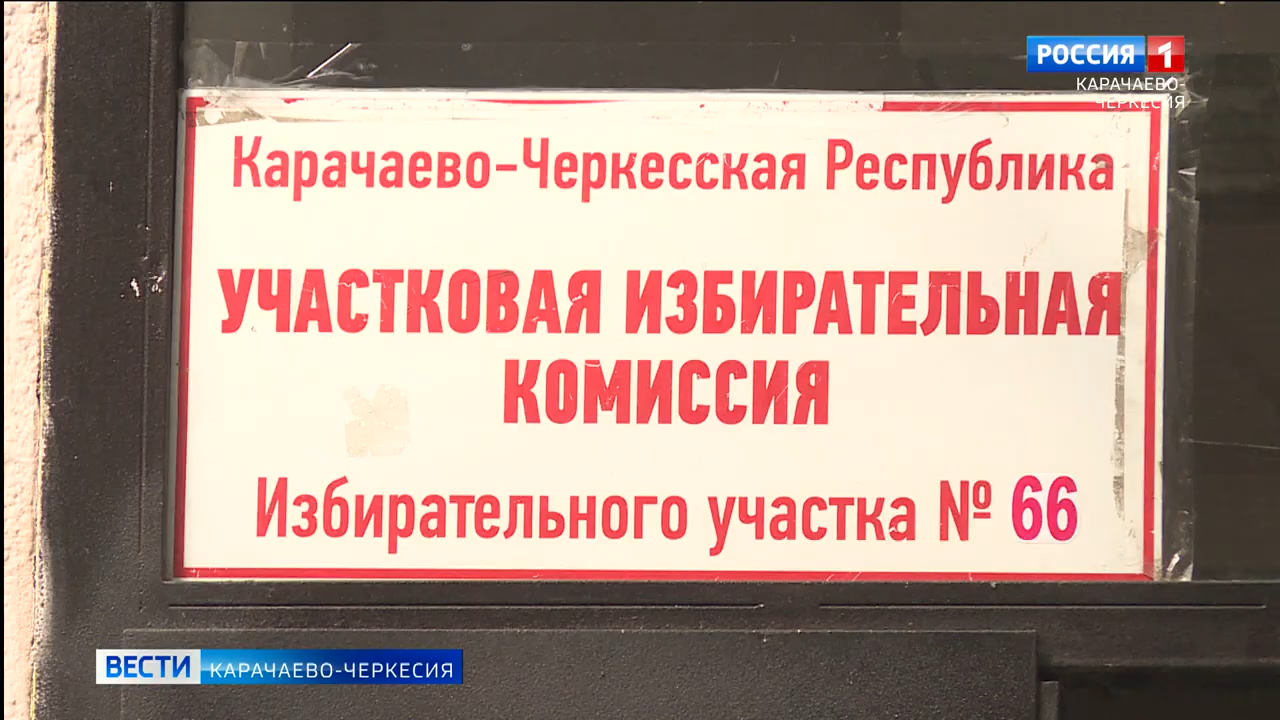 РОССИЯ 1
КАРАЧАЕВО-
ЧЕРКЕСИЯ
Карачаево-Черкесская Республика
УЧАСТКОВАЯ ИЗБИРАТЕЛЬНАЯ
КОМИССИЯ
Избирательного участка № 66
ВЕСТИ КАРАЧАЕВО-ЧЕРКЕСИЯ